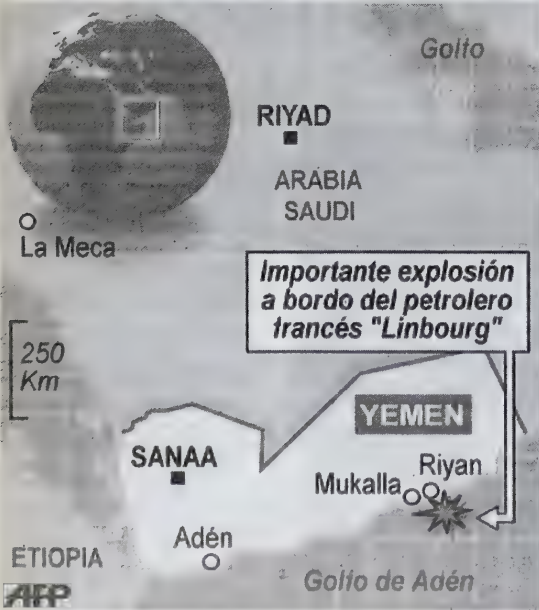 Golfo
RIYAD
ARABIA
SAUDI
La Meca
Importante explosión
a bordo del petrolero
francés "Linbourg"
250
Km
YEMEN
SANAA
Riyan
Mukalla
Adén
ETIOPIA
Golfo de Adén
AFP